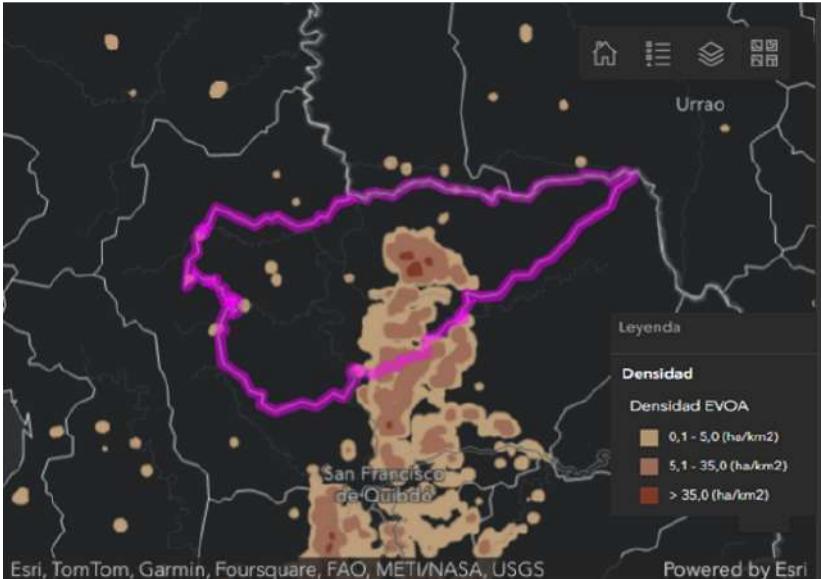 Urrao
Leyenda
Densidad
Densidad EVOA
0,1 - 5,0 (ha/km2)
5,1 - 35,0 (ha/km2)
> 35,0 (ha/km2)
San Francisco
de Quibdó
Esri, TomTom, Garmin, Foursquare, FAO, METI/NASA, USGS
Powered by Esri